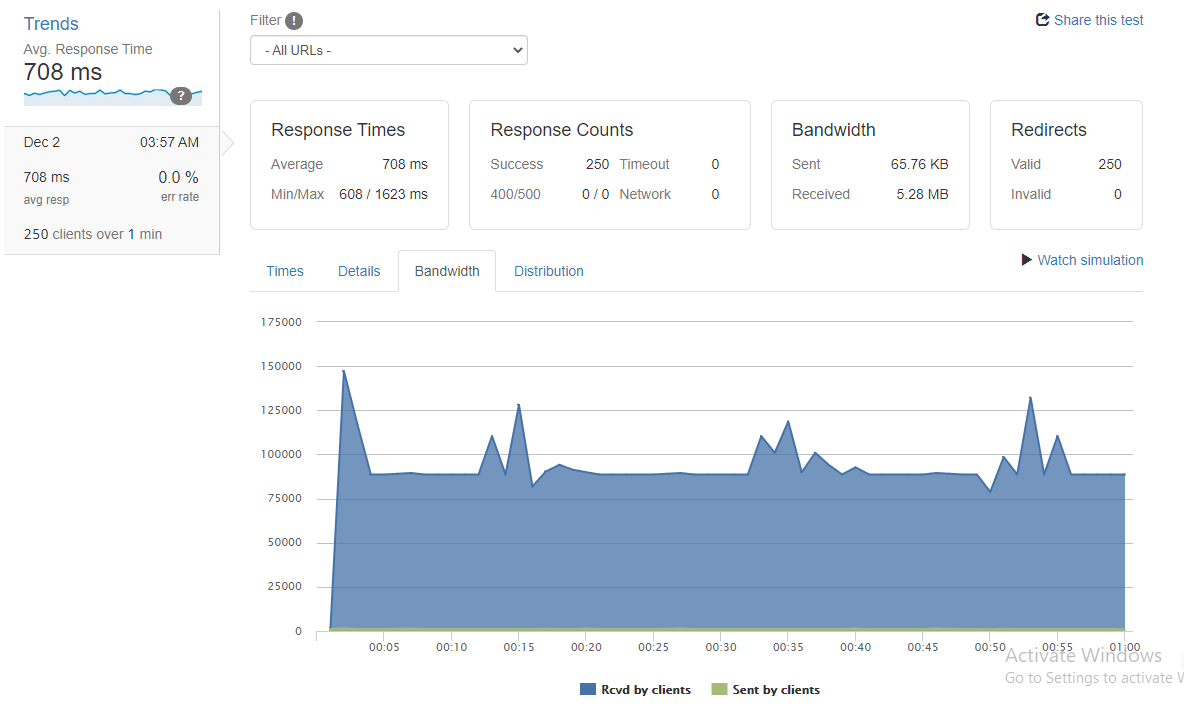 Trends
Avg. Response Time
708 ms
?
Dec 2 03:57 AM
708 ms 0.0 %
avg resp err rate
250 clients over 1 min
Filter !
- All URLs -
Share this test
Response Times
Average 708 ms
Min/Max 608 / 1623 ms
Response Counts
Success 250 Timeout 0
400/500 0 / 0 Network 0
Bandwidth
Sent 65.76 KB
Received 5.28 MB
Redirects
Valid 250
Invalid 0
Watch simulation
Times Details Bandwidth Distribution
175000
150000
125000
100000
75000
50000
25000
0
00:05 00:10 00:15 00:20 00:25 00:30 00:35 00:40 00:45 00:50 00:55 01:00
Rcvd by clients Sent by clients
Activate Windows
Go to Settings to activate W